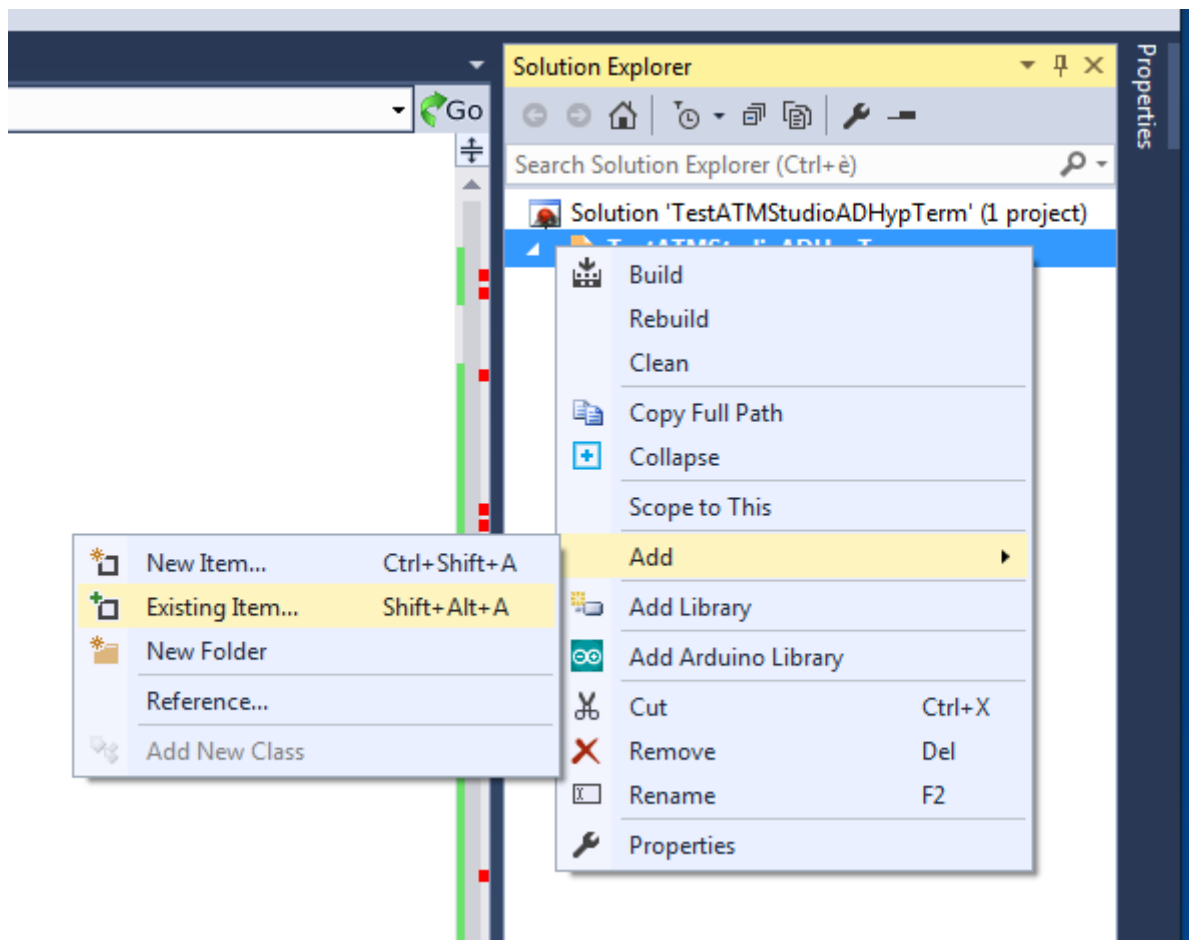 Solution Explorer
Properties
Go
Search Solution Explorer (Ctrl+è)
Solution 'TestATMStudioADHypTerm' (1 project)
Build
Rebuild
Clean
Copy Full Path
Collapse
Scope to This
Add
Add Library
Add Arduino Library
Cut Ctrl+X
Remove Del
Rename F2
Properties
New Item... Ctrl+Shift+A
Existing Item... Shift+Alt+A
New Folder
Reference...
Add New Class